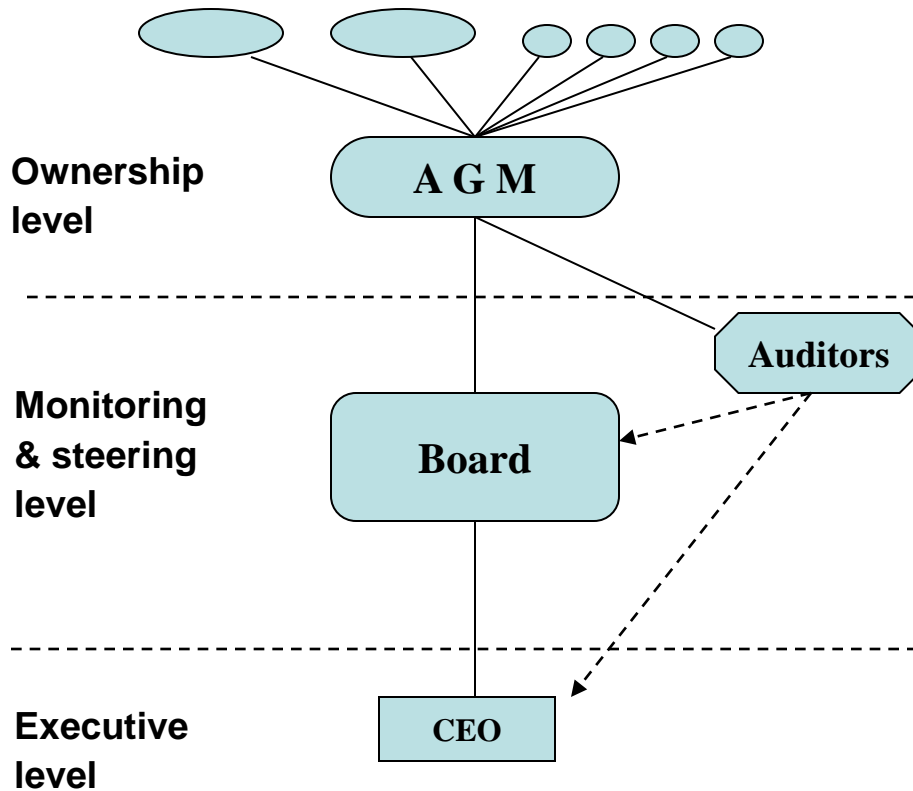 Ownership
level
A G M
Auditors
Monitoring
& steering
level
Board
Executive
level
CEO